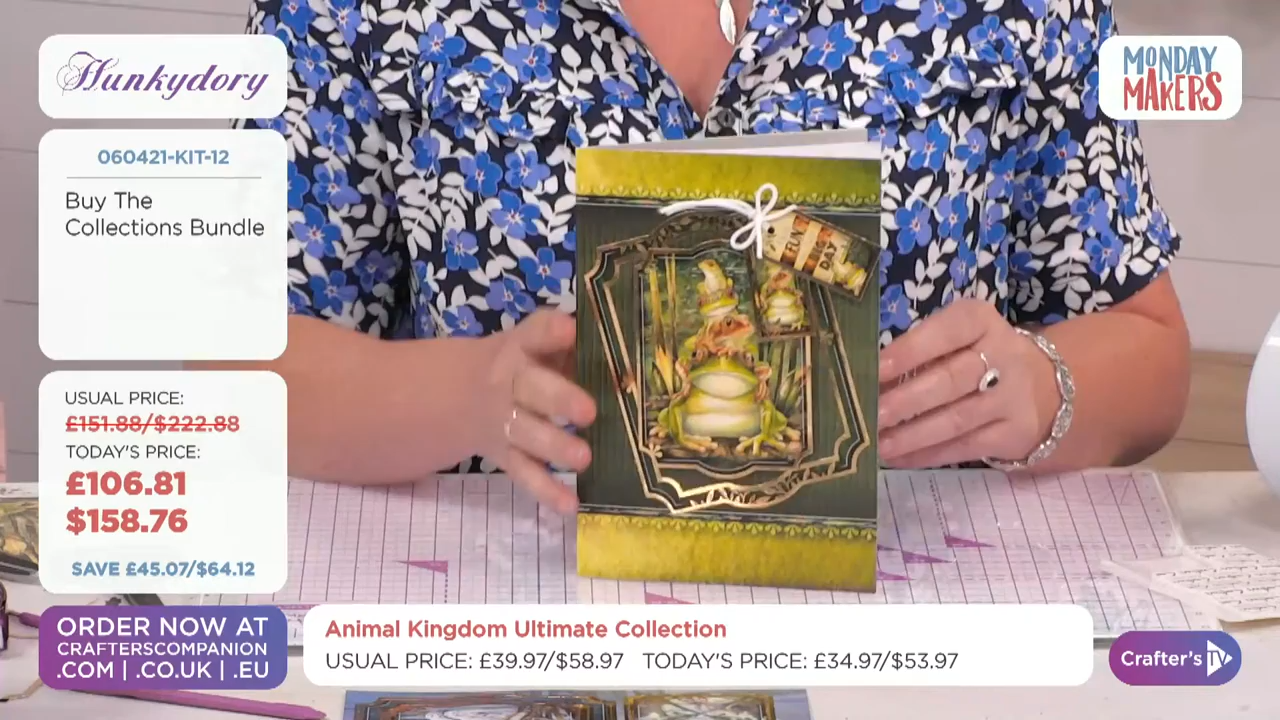 Hunkydory
MONDAY
MAKERS
060421-KIT-12
Buy The
Collections Bundle
FUN
DAY
USUAL PRICE:
£151.88/$222.88
TODAY'S PRICE:
£106.81
$158.76
SAVE £45.07/$64.12
ORDER NOW AT
CRAFTERSCOMPANION
.COM | .CO.UK | .EU
Animal Kingdom Ultimate Collection
USUAL PRICE: £39.97/$58.97 TODAY'S PRICE: £34.97/$53.97
Crafter's TV